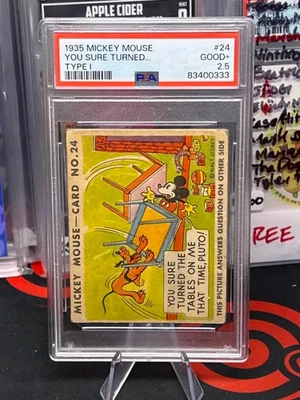 APPLE CIDER
1935 MICKEY MOUSE #24
YOU SURE TURNED... GOOD+
TYPE I PSA 2.5
83400333
MICKEY MOUSE—CARD NO. 24
YOU SURE
TURNED THE
TABLES ON ME
THAT TIME, PLUTO!
THIS PICTURE ANSWERS QUESTION ON OTHER SIDE
REE